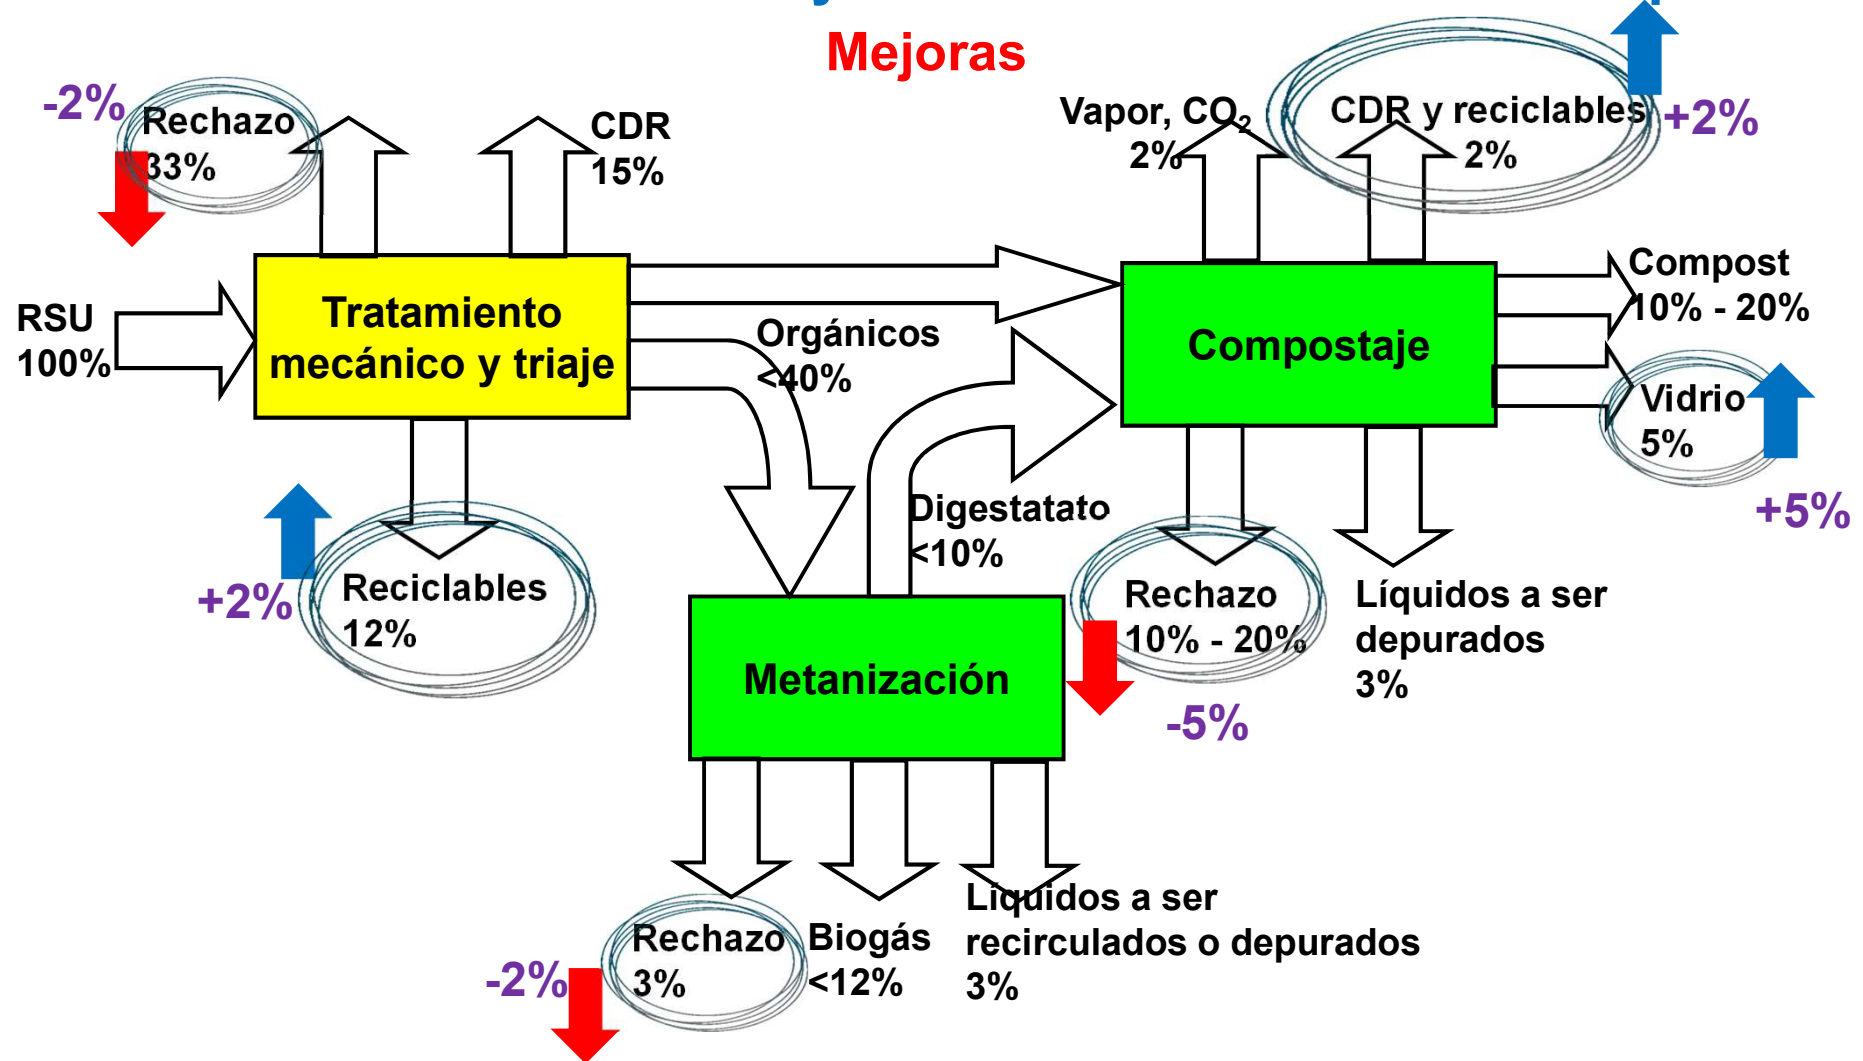 Mejoras
-2%
Rechazo
33%
CDR
15%
Vapor, CO2
2%
CDR y reciclables
2%
+2%
RSU
100%
Tratamiento
mecánico y triaje
Orgánicos
<40%
Compostaje
Compost
10% - 20%
Vidrio
5%
+5%
Digestatato
<10%
+2%
Reciclables
12%
Metanización
Rechazo
10% - 20%
-5%
Líquidos a ser
depurados
3%
-2%
Rechazo
3%
Biogás
<12%
Líquidos a ser
recirculados o depurados
3%